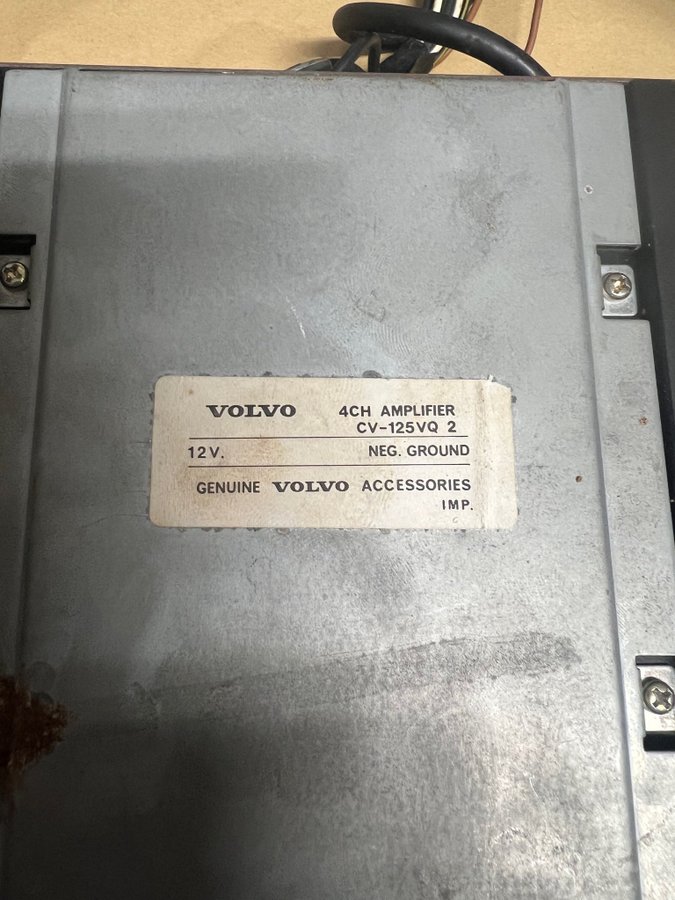 VOLVO 4CH AMPLIFIER
CV-125VQ 2
12V. NEG. GROUND
GENUINE VOLVO ACCESSORIES
IMP.